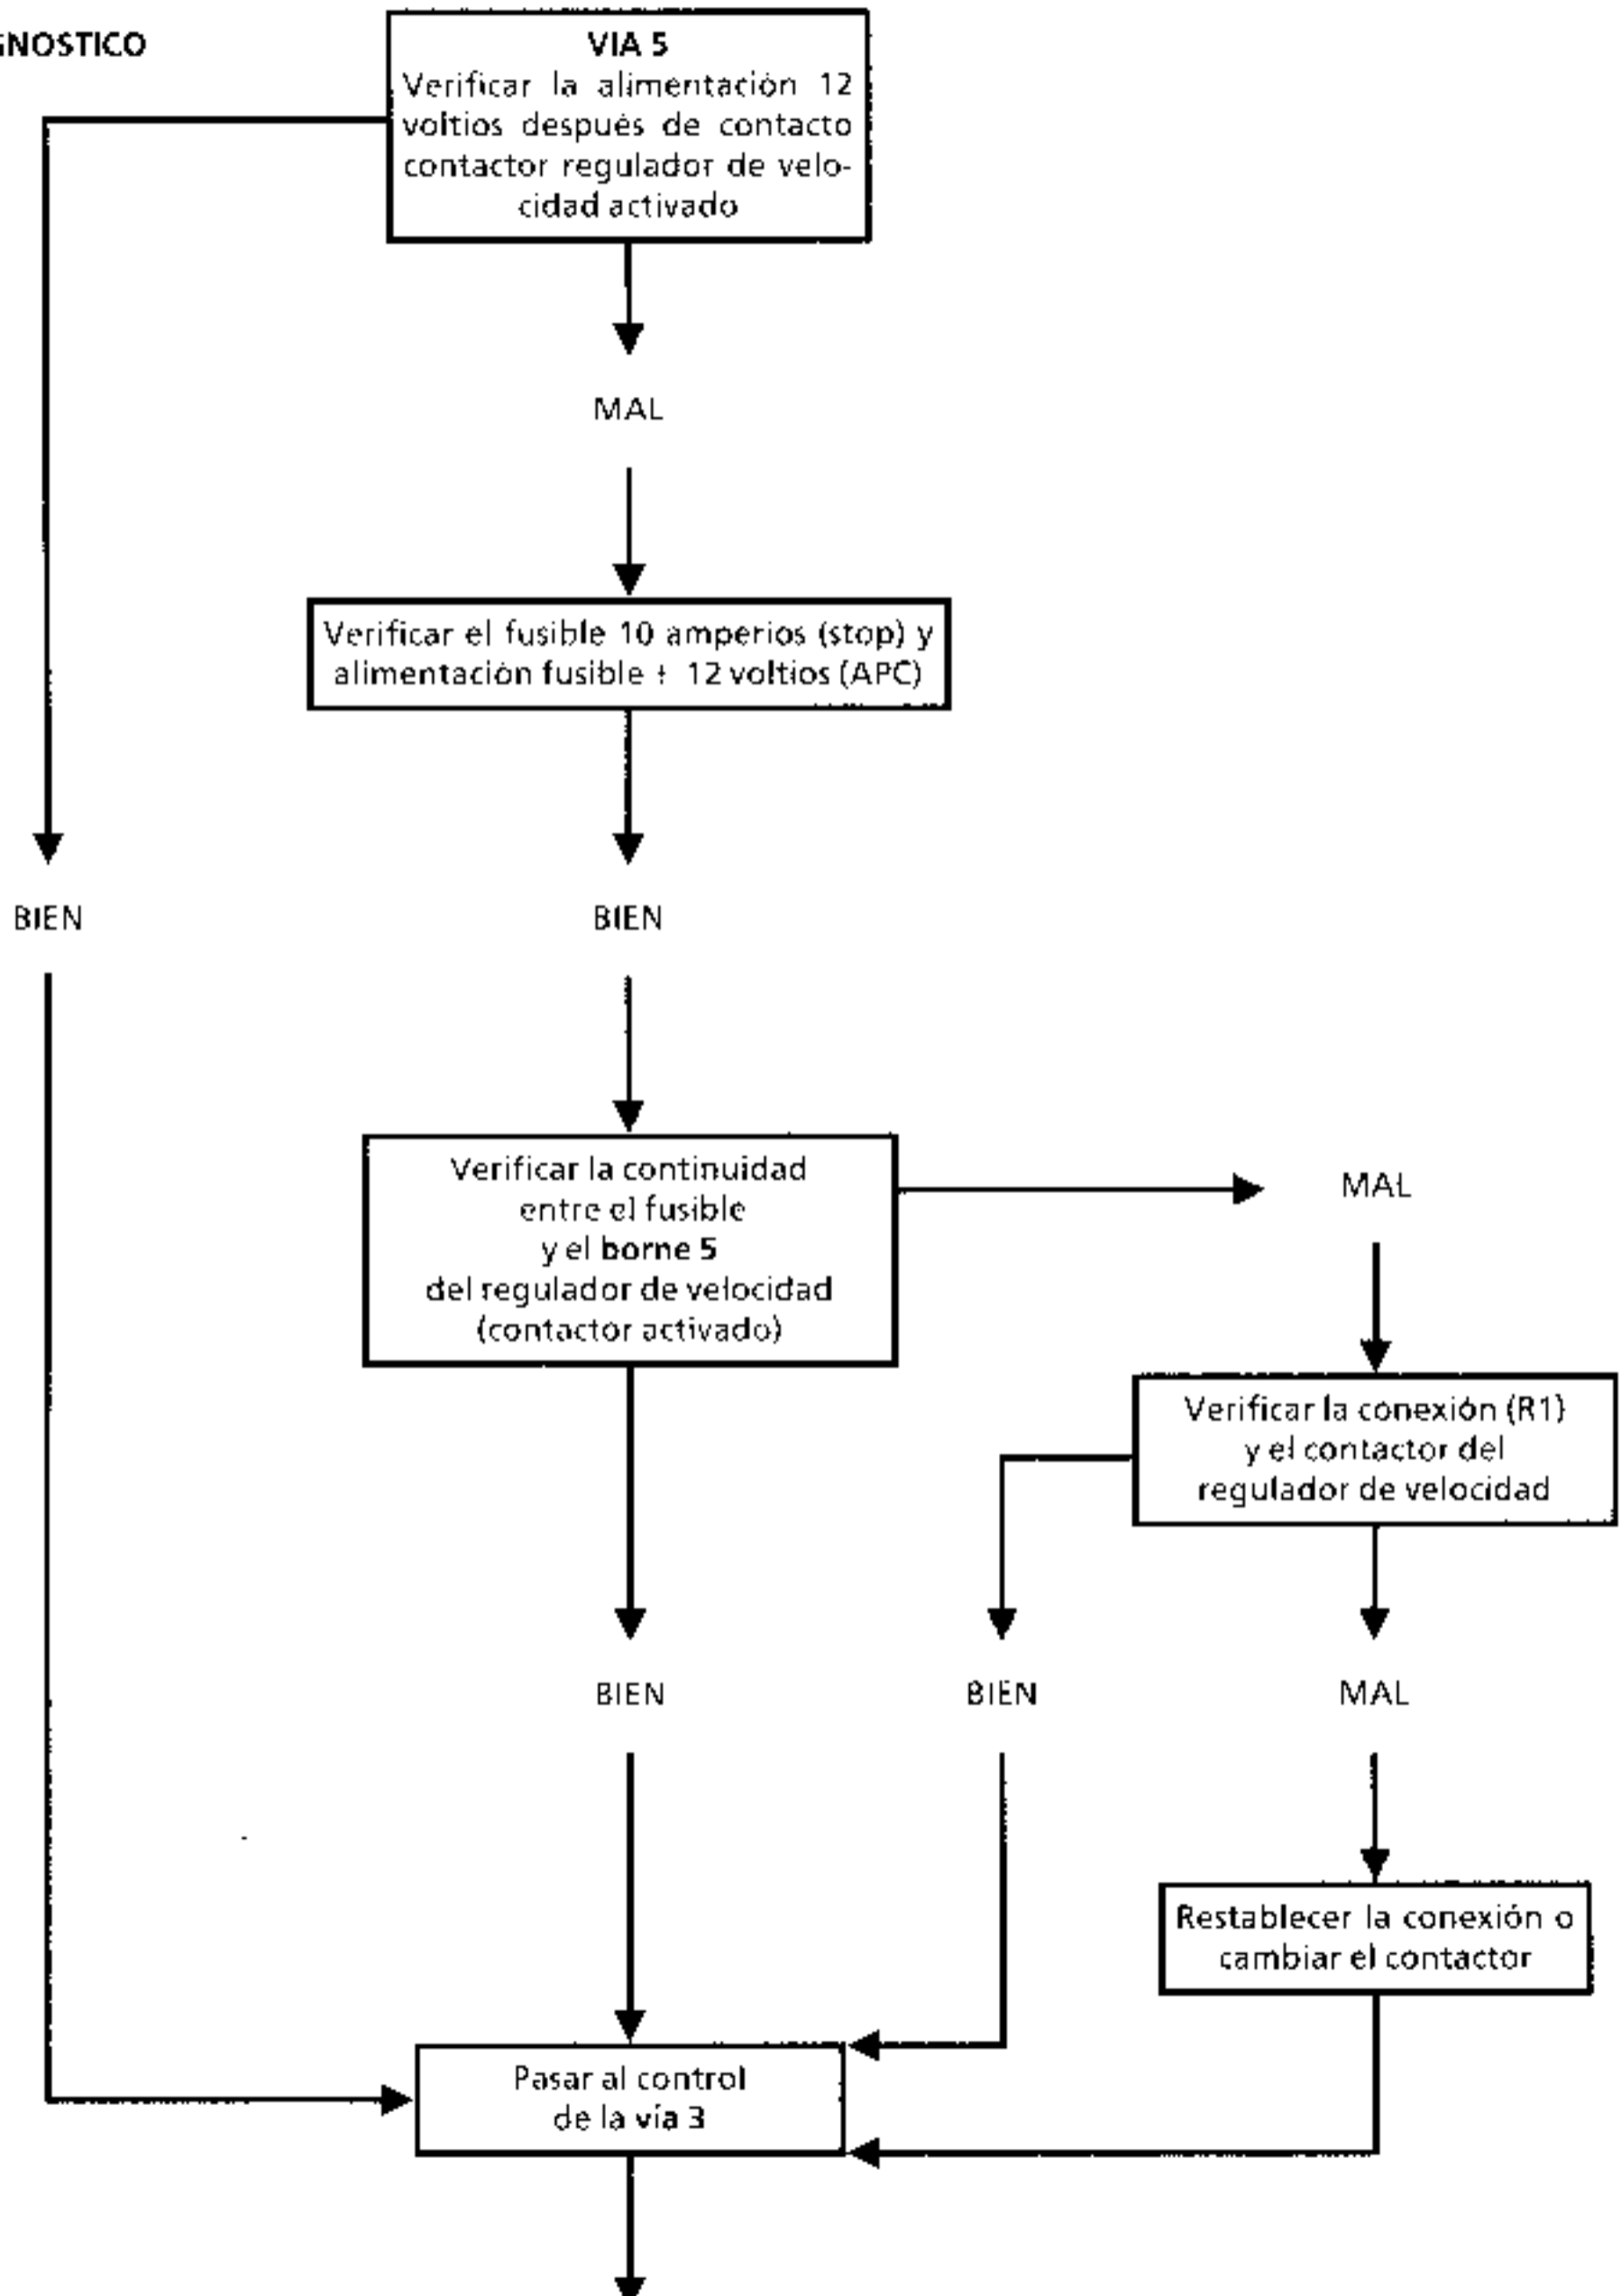 GNOSTICO
VIA 5
Verificar la alimentación 12
voltios después de contacto
contactor regulador de velo-
cidad activado
MAL
Verificar el fusible 10 amperios (stop) y
alimentación fusible + 12 voltios (APC)
BIEN
BIEN
Verificar la continuidad
entre el fusible
y el borne 5
del regulador de velocidad
(contactor activado)
MAL
Verificar la conexión (R1)
y el contactor del
regulador de velocidad
BIEN
BIEN
MAL
Restablecer la conexión o
cambiar el contactor
Pasar al control
de la vía 3